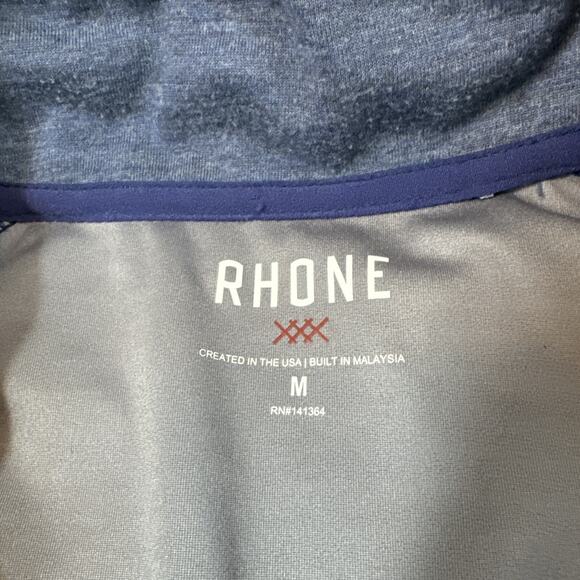 RHONE
CREATED IN THE USA | BUILT IN MALAYSIA
M
RN#141364